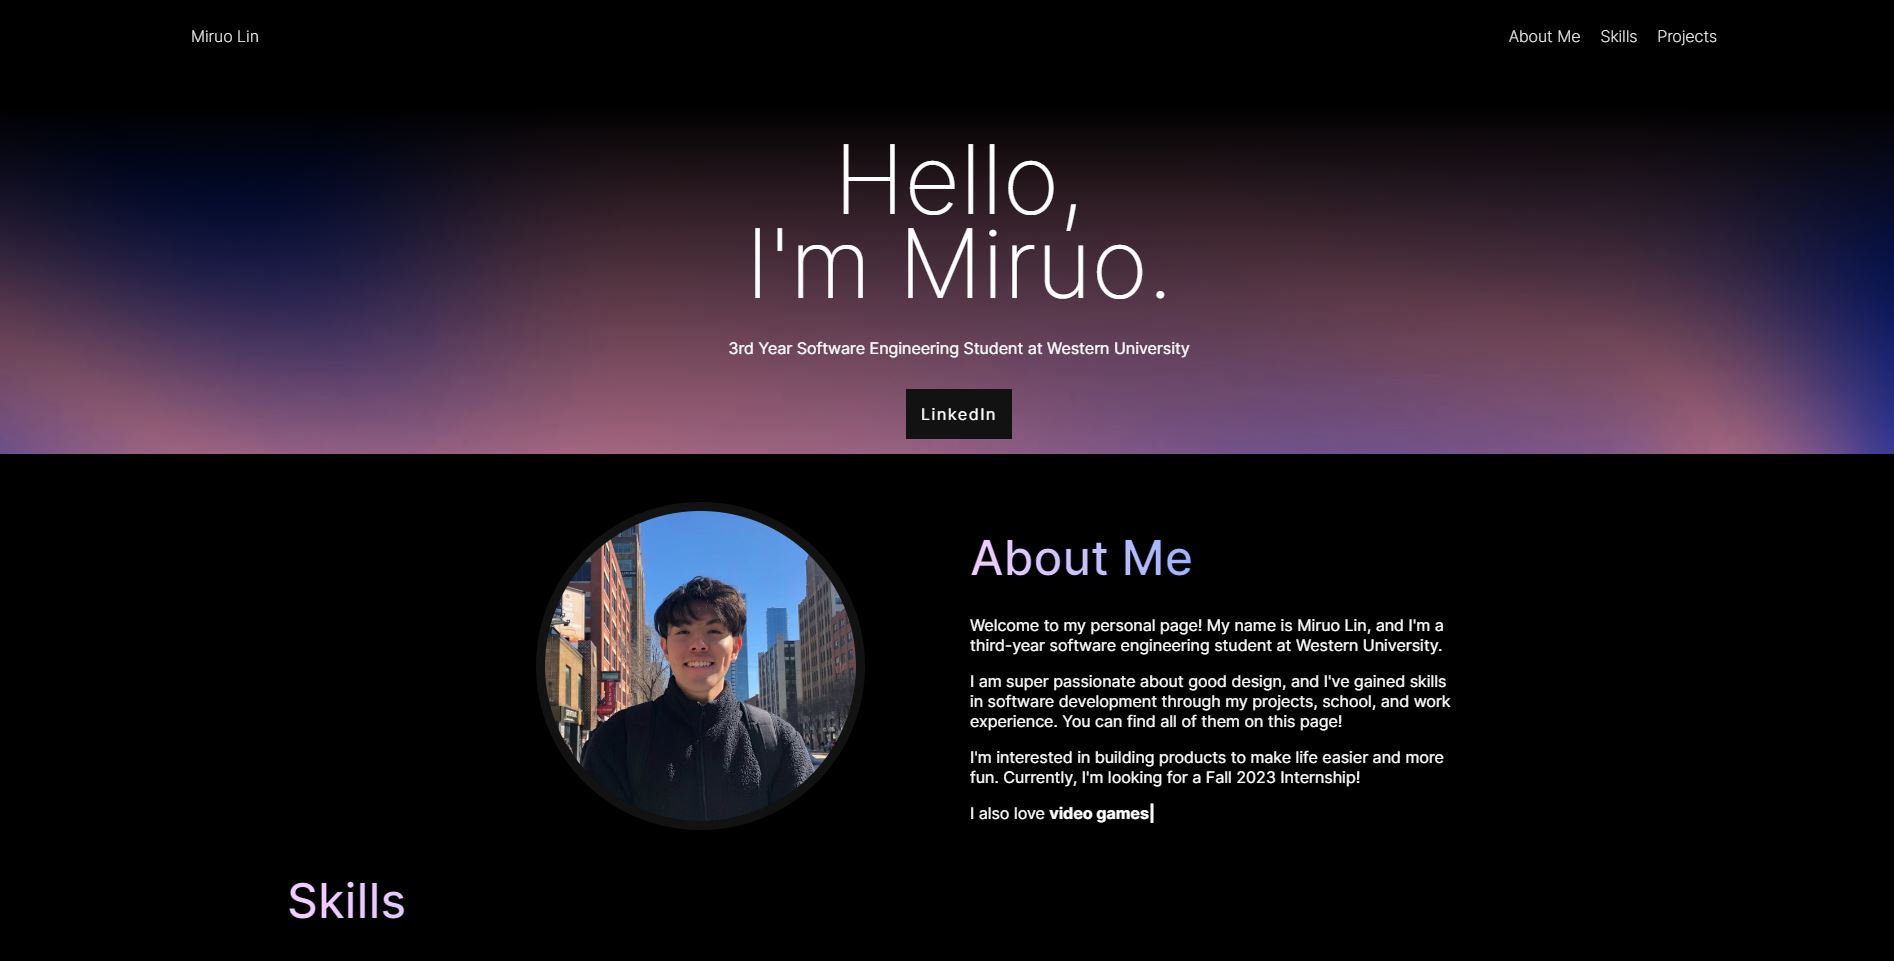 Miruo Lin
About Me
Skills
Projects
Hello,
I'm Miruo.
3rd Year Software Engineering Student at Western University
LinkedIn
About Me
Welcome to my personal page! My name is Miruo Lin, and I'm a
third-year software engineering student at Western University.
I am super passionate about good design, and I've gained skills
in software development through my projects, school, and work
experience. You can find all of them on this page!
I'm interested in building products to make life easier and more
fun. Currently, I'm looking for a Fall 2023 Internship!
I also love video games|
Skills